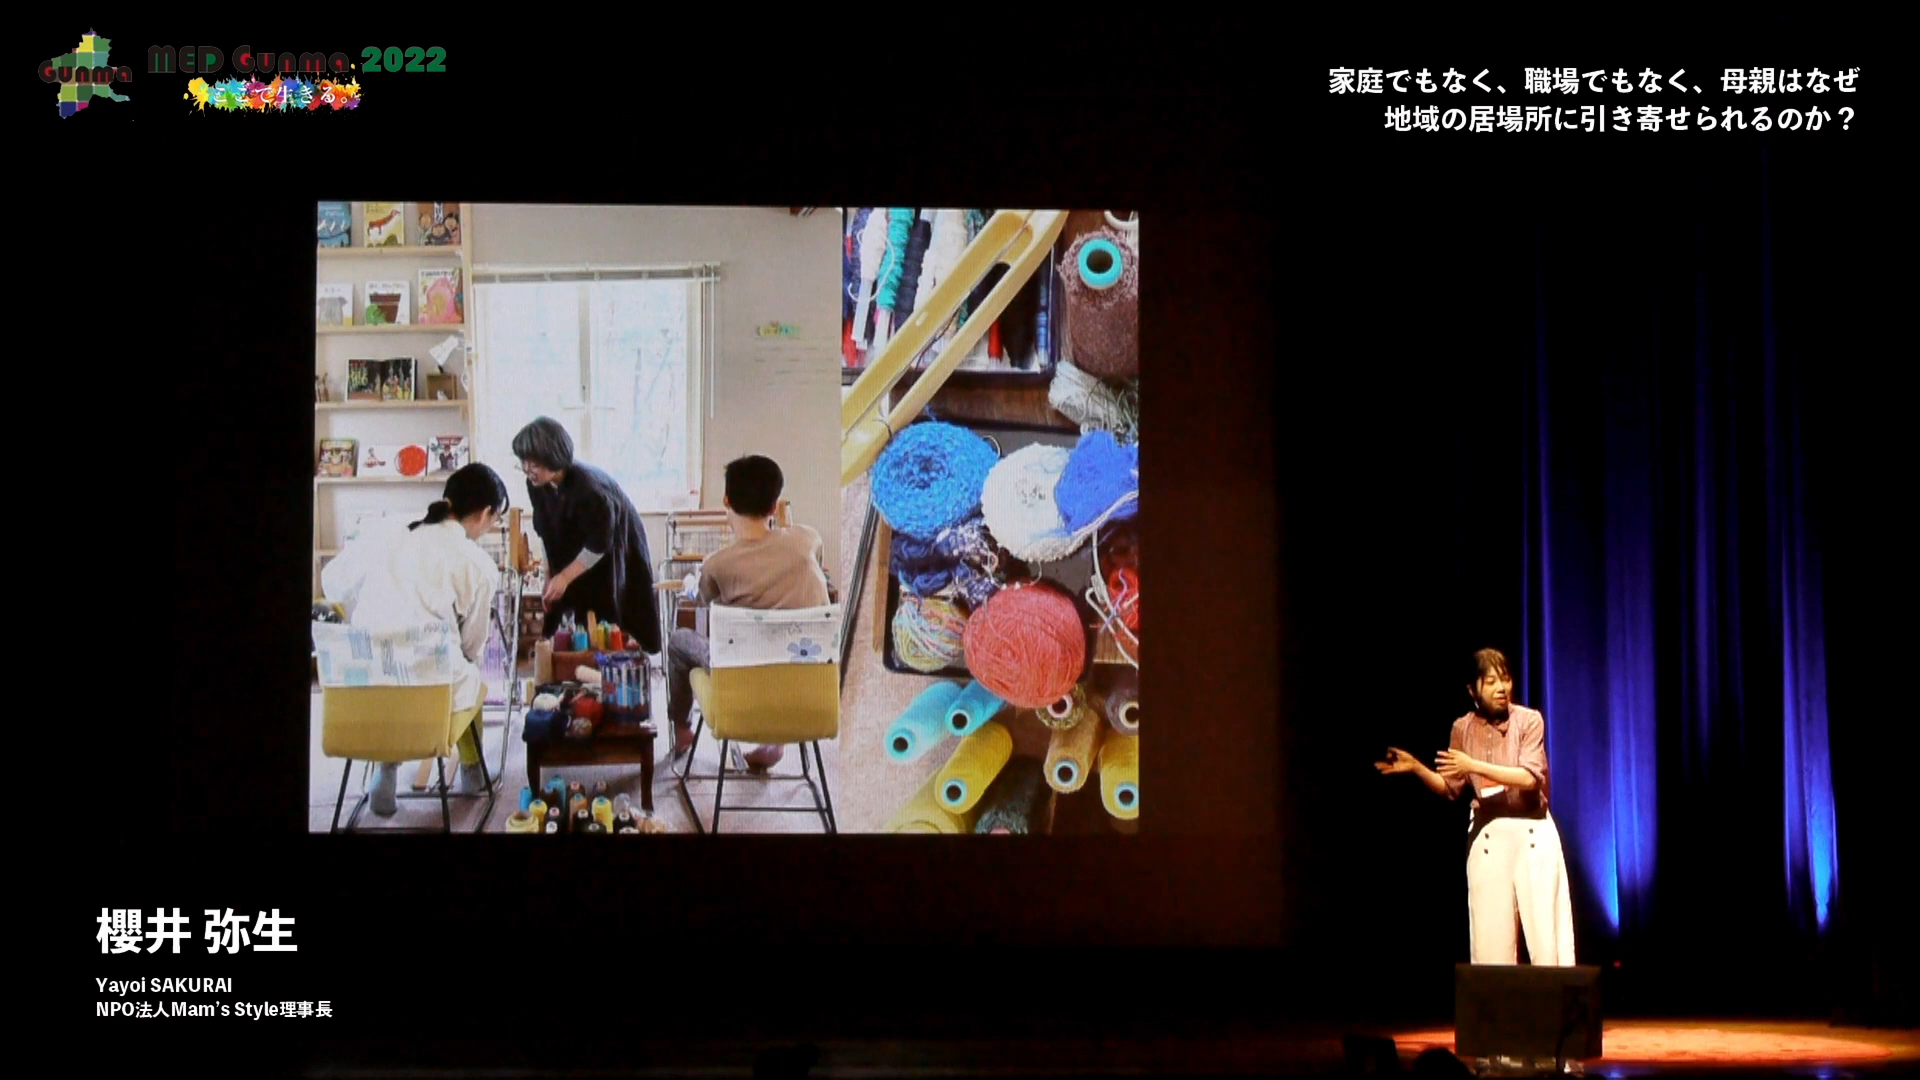 Gunma
MED Gunma 2022
ここで生きる。
家庭でもなく、職場でもなく、母親はなぜ
地域の居場所に引き寄せられるのか？
櫻井 弥生
Yayoi SAKURAI
NPO法人Mam's Style理事長